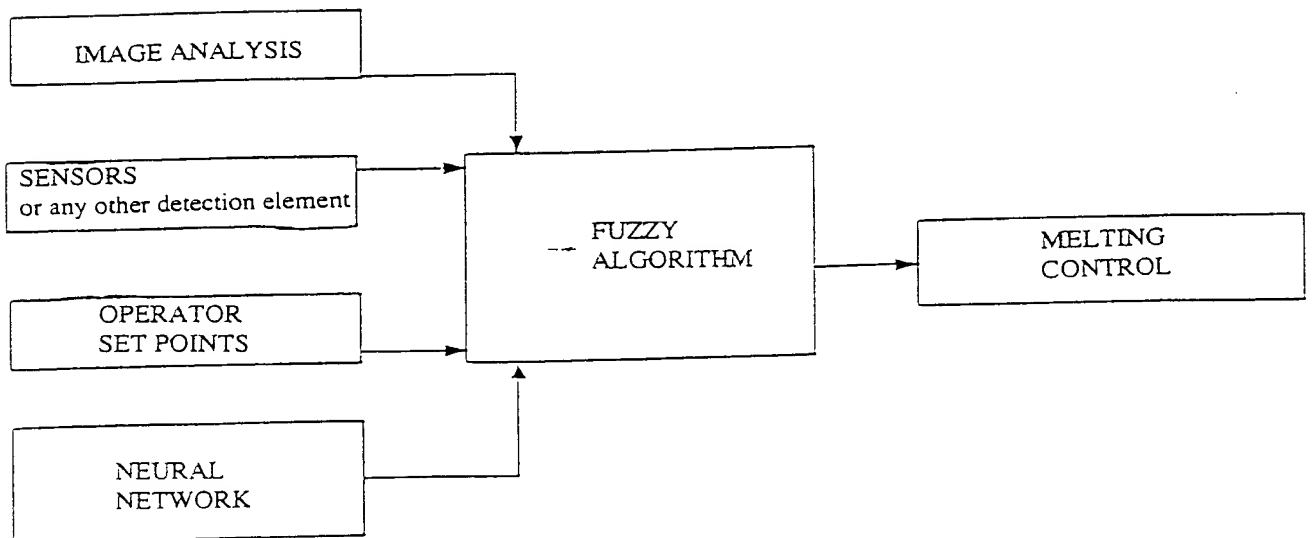 IMAGE ANALYSIS
SENSORS
or any other detection element
FUZZY
ALGORITHM
MELTING
CONTROL
OPERATOR
SET POINTS
NEURAL
NETWORK